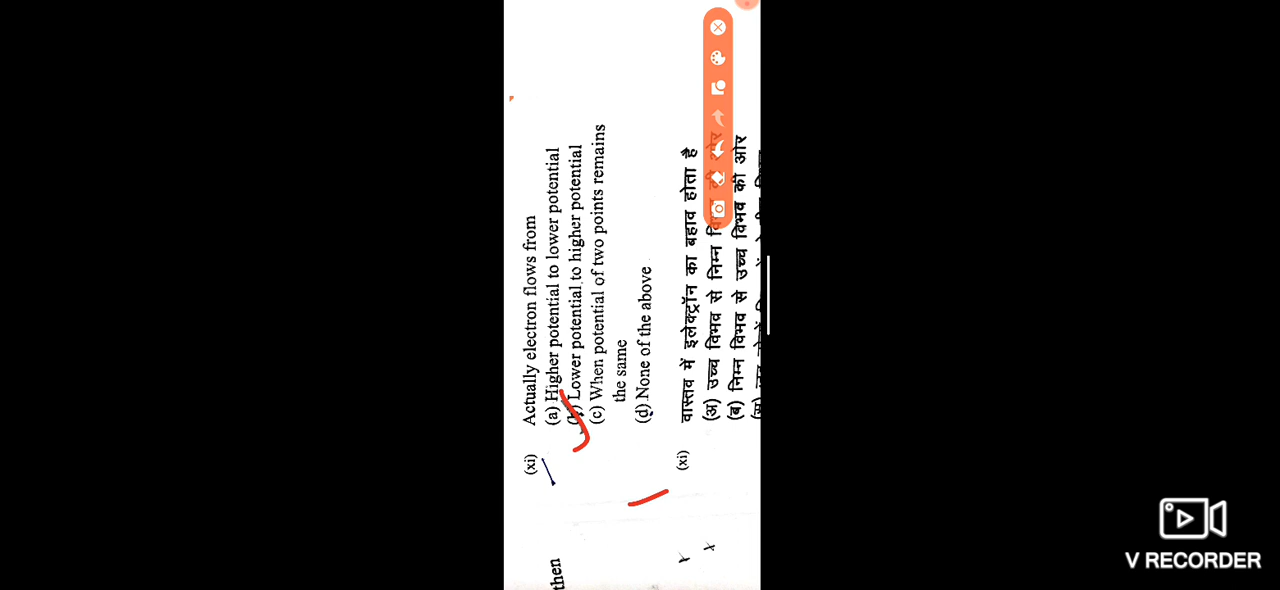 (xi) Actually electron flows from
(a) Higher potential to lower potential
(b) Lower potential to higher potential
(c) When potential of two points remains
the same
(d) None of the above
(xi) वास्तव में इलेक्ट्रॉन का बहाव होता है
(अ) उच्च विभव से निम्न की ओर
(ब) निम्न विभव से उच्च विभव की ओर
then
V RECORDER